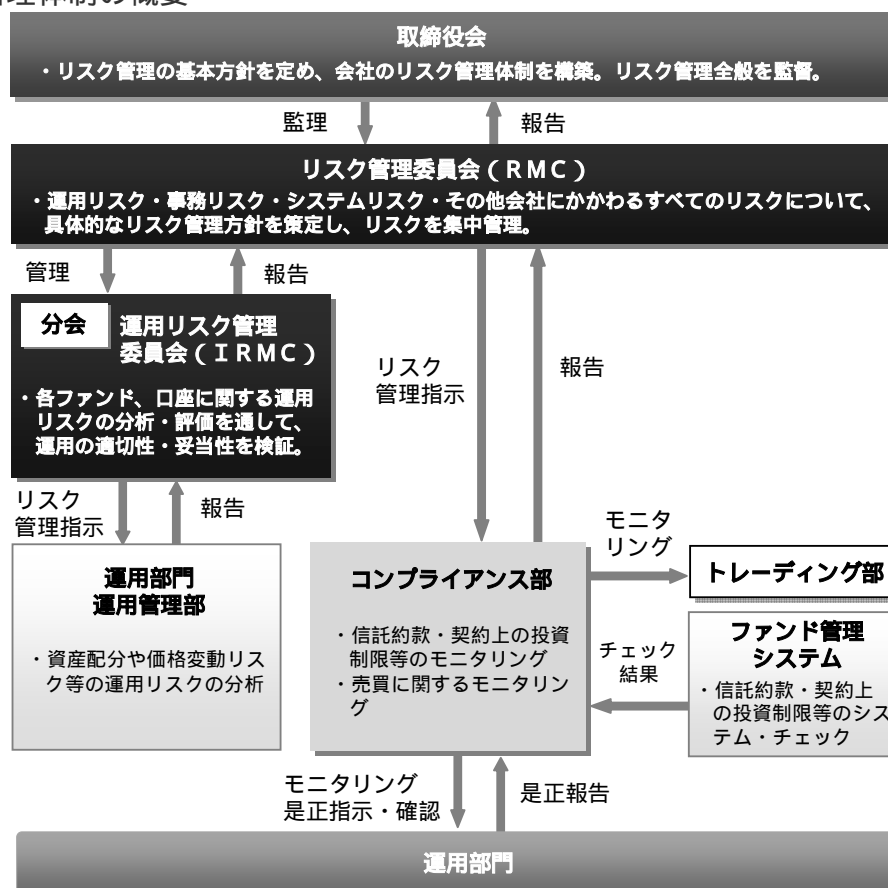 理体制の概要
取締役会
・リスク管理の基本方針を定め、会社のリスク管理体制を構築。リスク管理全般を監督。
監理
報告
リスク管理委員会(RMC)
・運用リスク・事務リスク・システムリスク・その他会社にかかわるすべてのリスクについて、
具体的なリスク管理方針を策定し、リスクを集中管理。
管理
報告
分会
運用リスク管理
委員会(IRMC)
・各ファンド、口座に関する運用
リスクの分析・評価を通して、
運用の適切性・妥当性を検証。
リスク
管理指示
報告
リスク
管理指示
報告
運用部門
運用管理部
・資産配分や価格変動リス
ク等の運用リスクの分析
コンプライアンス部
・信託約款・契約上の投資
制限等のモニタリング
・売買に関するモニタリン
グ
モニタ
リング
トレーディング部
チェック
結果
ファンド管理
システム
・信託約款・契約上
の投資制限等のシス
テム・チェック
モニタリング
是正指示・確認
是正報告
運用部門